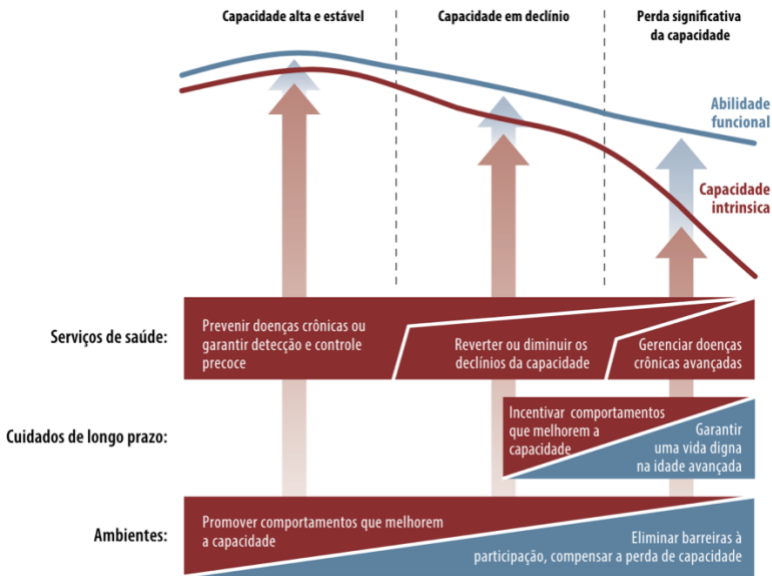 Capacidade alta e estável
Capacidade em declínio
Perda significativa
da capacidade
Abilidade
funcional
Capacidade
intrinsica
Serviços de saúde:
Prevenir doenças crônicas ou
garantir detecção e controle
precoce
Reverter ou diminuir os
declínios da capacidade
Gerenciar doenças
crônicas avançadas
Cuidados de longo prazo:
Incentivar comportamentos
que melhorem a
capacidade
Garantir
uma vida digna
na idade avançada
Ambientes:
Promover comportamentos que melhorem
a capacidade
Eliminar barreiras à
participação, compensar a perda de capacidade